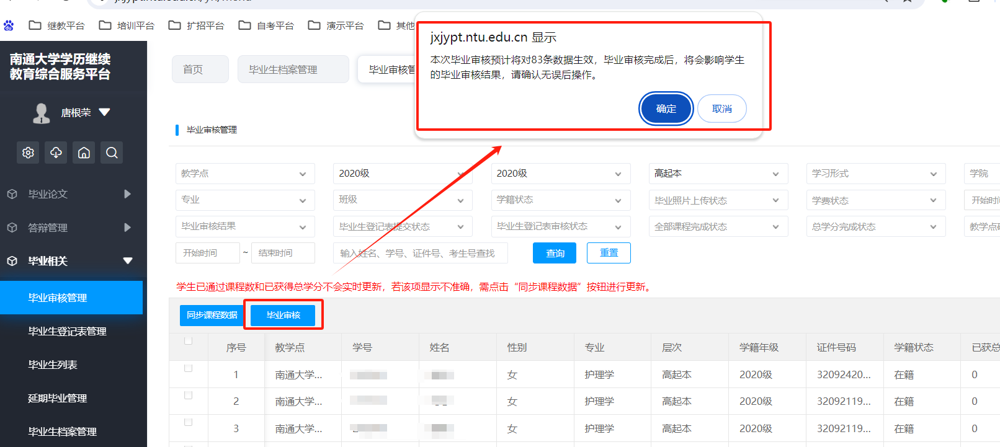 继教平台 培训平台 扩招平台 自考平台 演示平台 其他
南通大学学历继续
教育综合服务平台
唐根荣
毕业论文
答辩管理
毕业相关
毕业审核管理
毕业生登记表管理
毕业生列表
延期毕业管理
毕业生档案管理
首页 毕业生档案管理 毕业审核管
jxjypt.ntu.edu.cn 显示
本次毕业审核预计将对83条数据生效，毕业审核完成后，将会影响学生
的毕业审核结果，请确认无误后操作。
确定 取消
毕业审核管理
教学点 2020级 2020级 高起本 学习形式 学院
专业 班级 学籍状态 毕业照片上传状态 学费状态 开始时间
毕业审核结果 毕业生登记表提交状态 毕业生登记表审核状态 全部课程完成状态 总学分完成状态 教学点
开始时间 ~ 结束时间 输入姓名、学号、证件号、考生号查找 查询 重置
学生已通过课程数和已获得总学分不会实时更新，若该项显示不准确，需点击“同步课程数据”按钮进行更新。
同步课程数据 毕业审核
序号 教学点 学号 姓名 性别 专业 层次 学籍年级 证件号码 学籍状态 已获总
1 南通大学... 女 护理学 高起本 2020级 32092420... 在籍 0
2 南通大学... 女 护理学 高起本 2020级 32092119... 在籍 0
3 南通大学... 女 护理学 高起本 2020级 32092119... 在籍 0